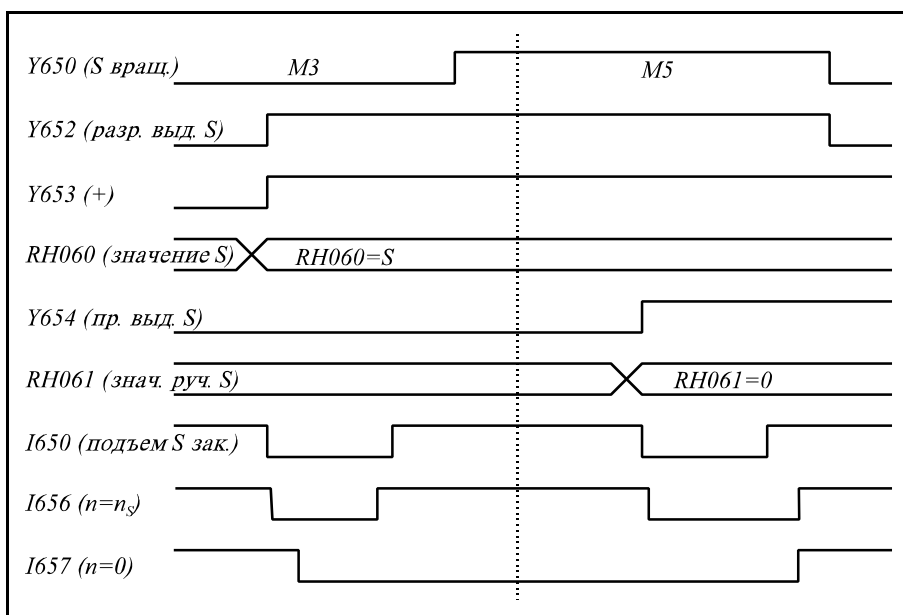 Y650 (S вращ.) M3 M5
Y652 (разр. выд. S)
Y653 (+)
RH060 (значение S) RH060=S
Y654 (пр. выд. S)
RH061 (знач. руч. S) RH061=0
I650 (подъем S зак.)
I656 (n=nS)
I657 (n=0)